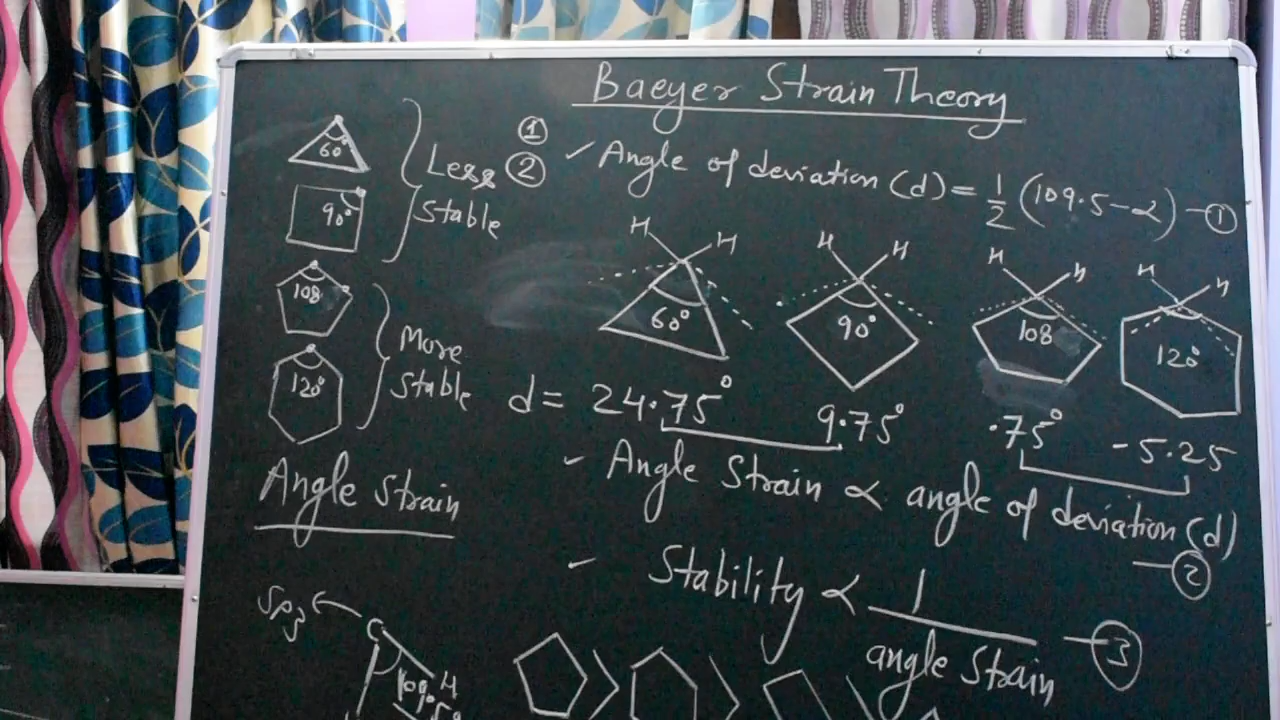 Baeyer Strain Theory
60°
90°
108
120°
Less
Stable
More
Stable
①
② ✓ Angle of deviation (d) = 1/2 (109.5 - α) - ①
H H
60°
H H
90°
H H
108
H H
120°
d = 24.75° 9.75° .75° -5.25
Angle Strain ∝ angle of deviation (d)
- ②
Stability ∝ 1/angle Strain - ③
Angle Strain
Sp3
C
H
> >